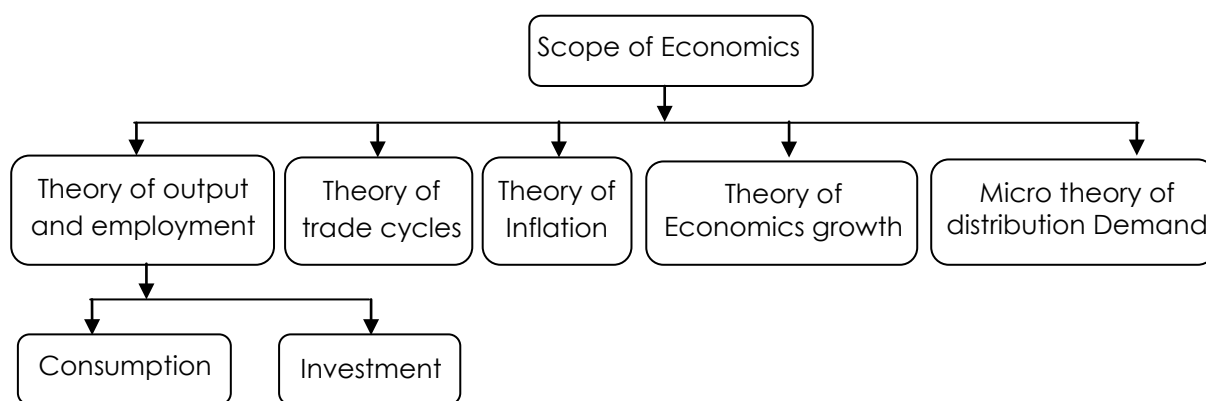 Scope of Economics
Theory of output
and employment
Theory of
trade cycles
Theory of
Inflation
Theory of
Economics growth
Micro theory of
distribution Demand
Consumption
Investment